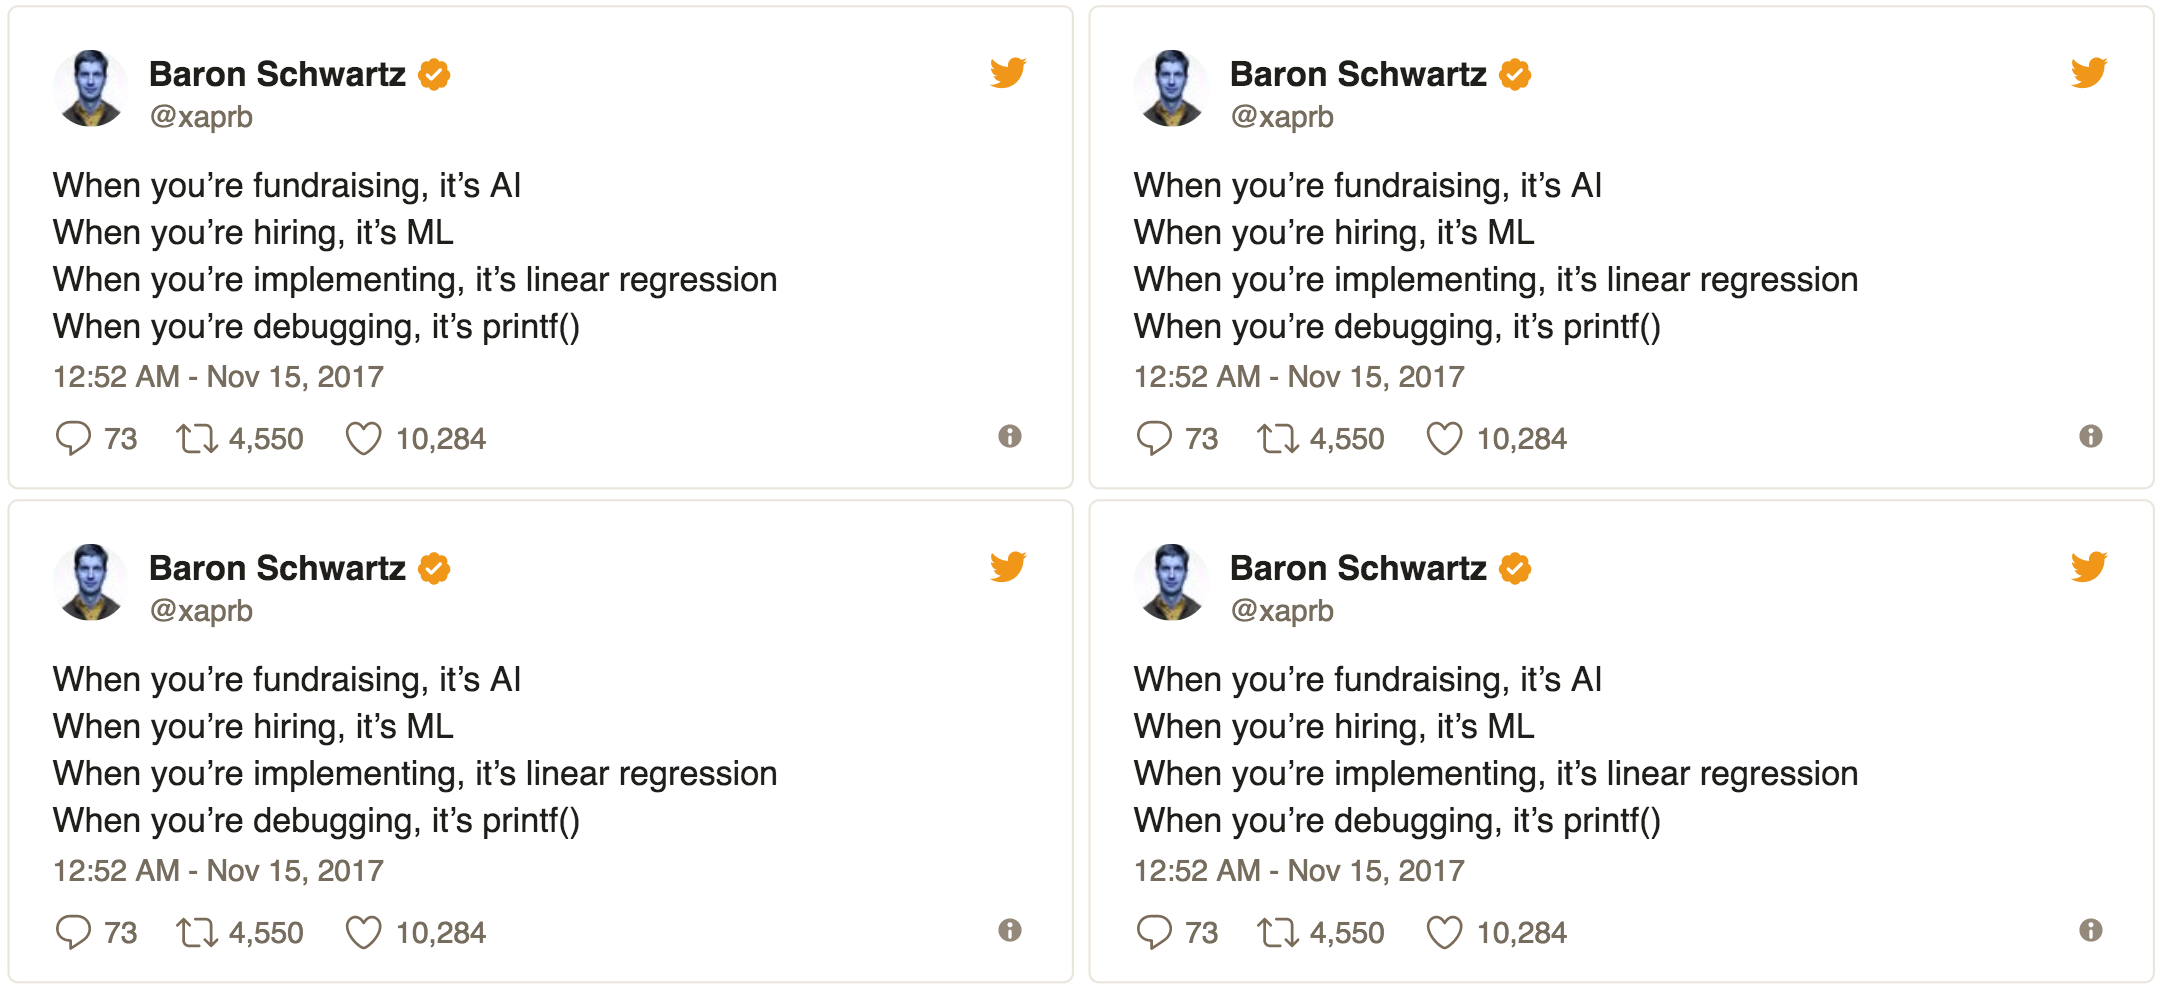 Baron Schwartz
@xaprb
When you’re fundraising, it’s AI
When you’re hiring, it’s ML
When you’re implementing, it’s linear regression
When you’re debugging, it’s printf()
12:52 AM - Nov 15, 2017
73 4,550 10,284
Baron Schwartz
@xaprb
When you’re fundraising, it’s AI
When you’re hiring, it’s ML
When you’re implementing, it’s linear regression
When you’re debugging, it’s printf()
12:52 AM - Nov 15, 2017
73 4,550 10,284
Baron Schwartz
@xaprb
When you’re fundraising, it’s AI
When you’re hiring, it’s ML
When you’re implementing, it’s linear regression
When you’re debugging, it’s printf()
12:52 AM - Nov 15, 2017
73 4,550 10,284
Baron Schwartz
@xaprb
When you’re fundraising, it’s AI
When you’re hiring, it’s ML
When you’re implementing, it’s linear regression
When you’re debugging, it’s printf()
12:52 AM - Nov 15, 2017
73 4,550 10,284